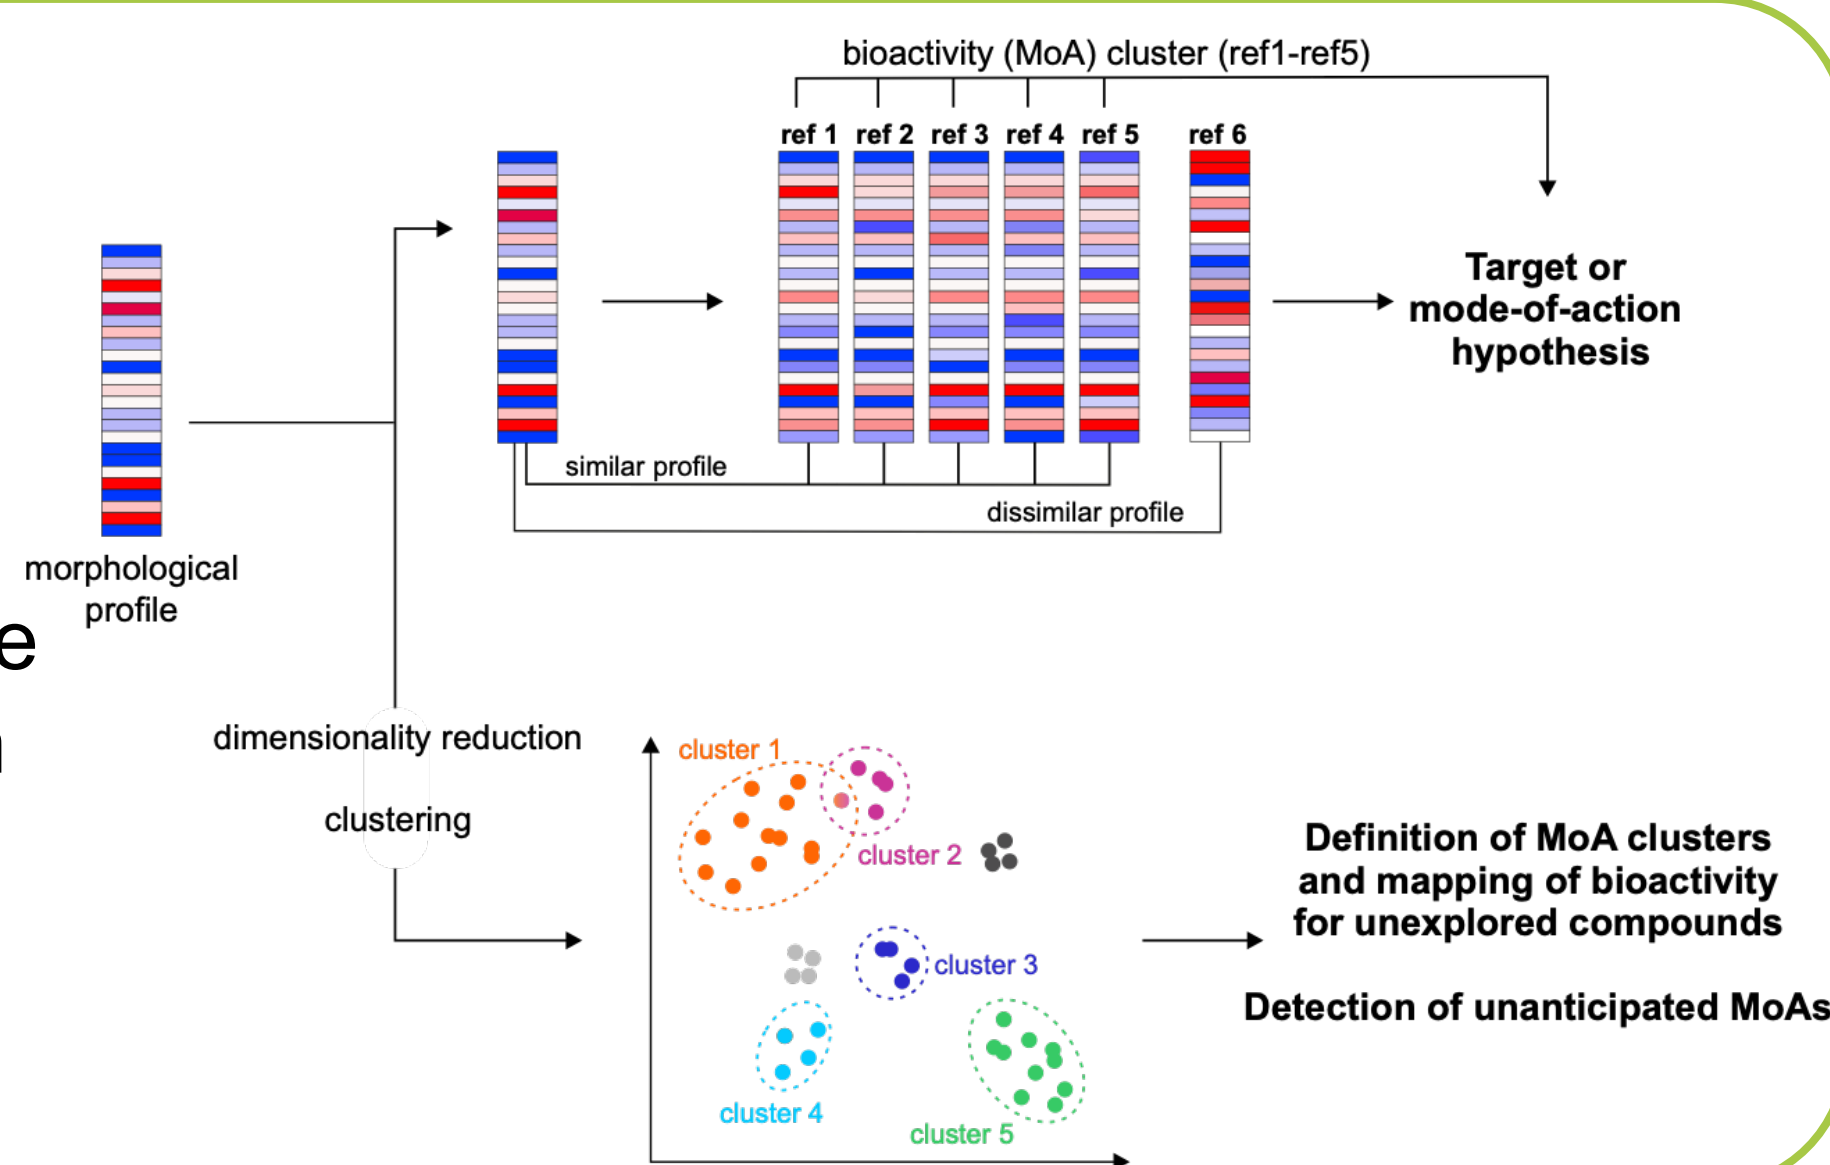 bioactivity (MoA) cluster (ref1-ref5)
ref 1 ref 2 ref 3 ref 4 ref 5 ref 6
Target or
mode-of-action
hypothesis
similar profile
dissimilar profile
morphological
profile
e
dimensionality reduction
clustering
cluster 1
cluster 2
cluster 3
cluster 4
cluster 5
Definition of MoA clusters
and mapping of bioactivity
for unexplored compounds
Detection of unanticipated MoAs